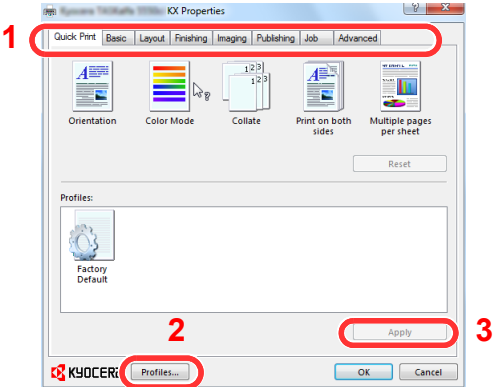 KX Properties
1
Quick Print Basic Layout Finishing Imaging Publishing Job Advanced
Orientation
Color Mode
Collate
Print on both
sides
Multiple pages
per sheet
Reset
Profiles:
Factory
Default
Apply
2
3
KYOCERA
Profiles...
OK
Cancel